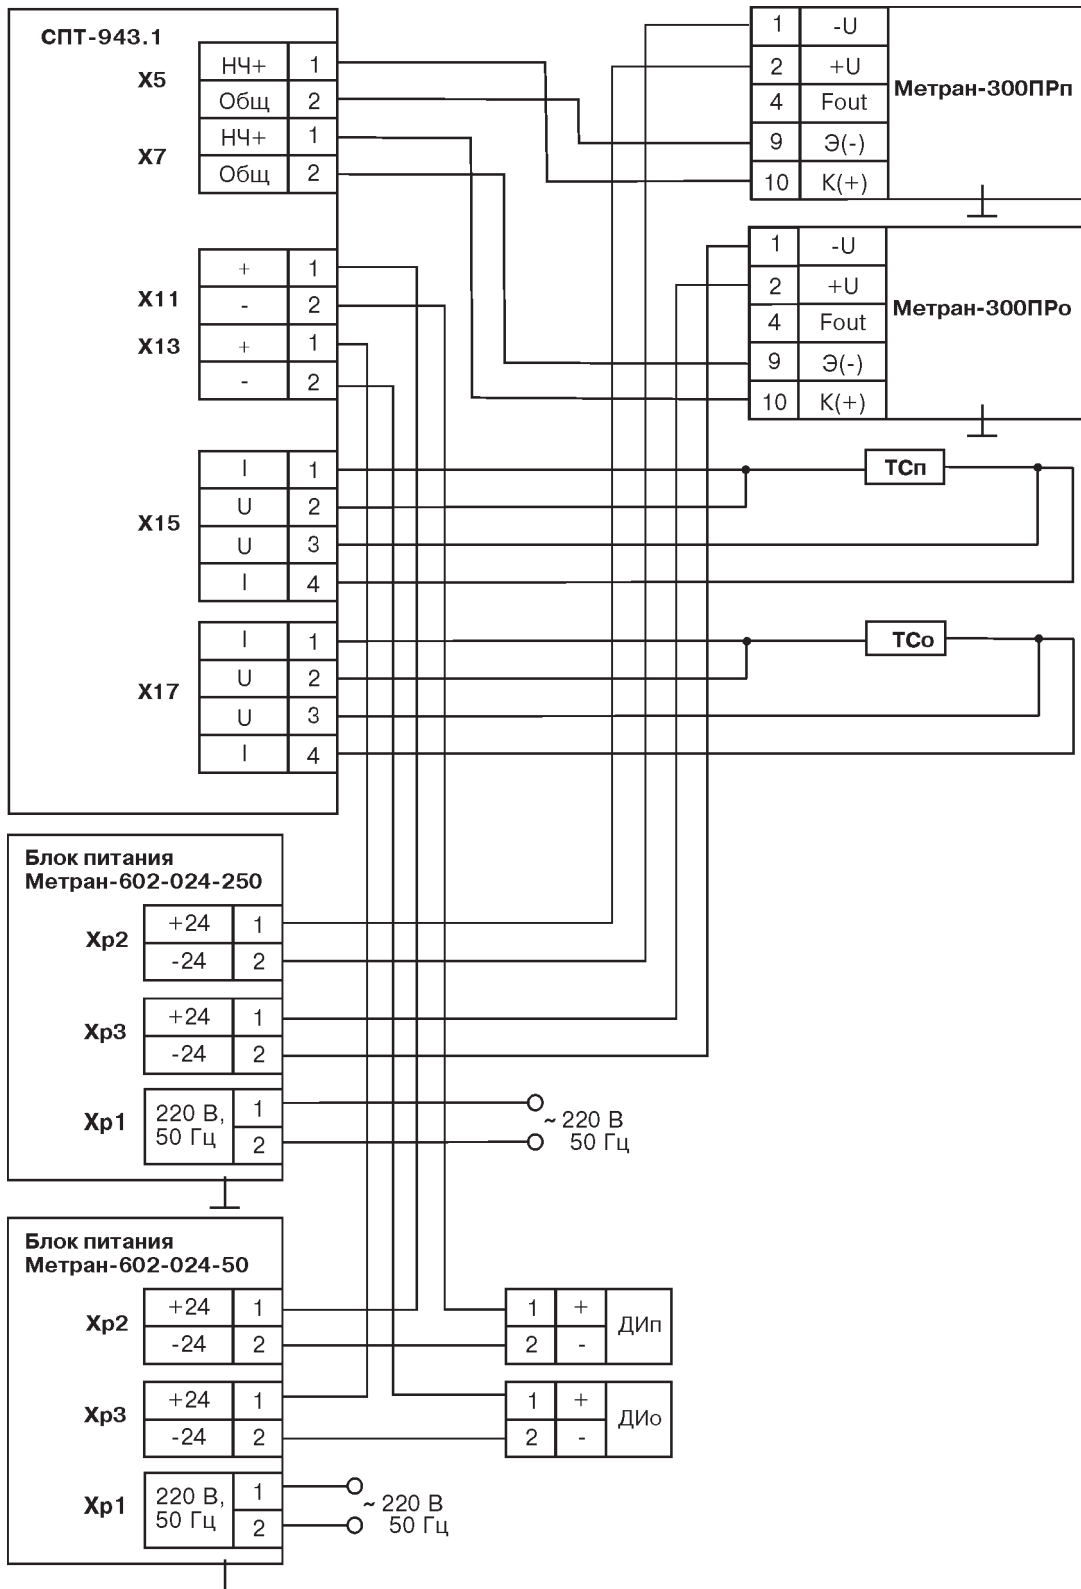 СПТ-943.1
X5
НЧ+ 1
Общ 2
X7
НЧ+ 1
Общ 2
X11
+ 1
- 2
X13
+ 1
- 2
X15
I 1
U 2
U 3
I 4
X17
I 1
U 2
U 3
I 4
1 -U
2 +U
4 Fout
9 Э(-)
10 К(+)
Метран-300ПРп
1 -U
2 +U
4 Fout
9 Э(-)
10 К(+)
Метран-300ПРо
ТСп
ТСо
Блок питания
Метран-602-024-250
Xp2
+24 1
-24 2
Xp3
+24 1
-24 2
Xp1
220 В,
50 Гц
1
2
~ 220 В
50 Гц
Блок питания
Метран-602-024-50
Xp2
+24 1
-24 2
Xp3
+24 1
-24 2
Xp1
220 В,
50 Гц
1
2
~ 220 В
50 Гц
1 +
2 -
ДИп
1 +
2 -
ДИо